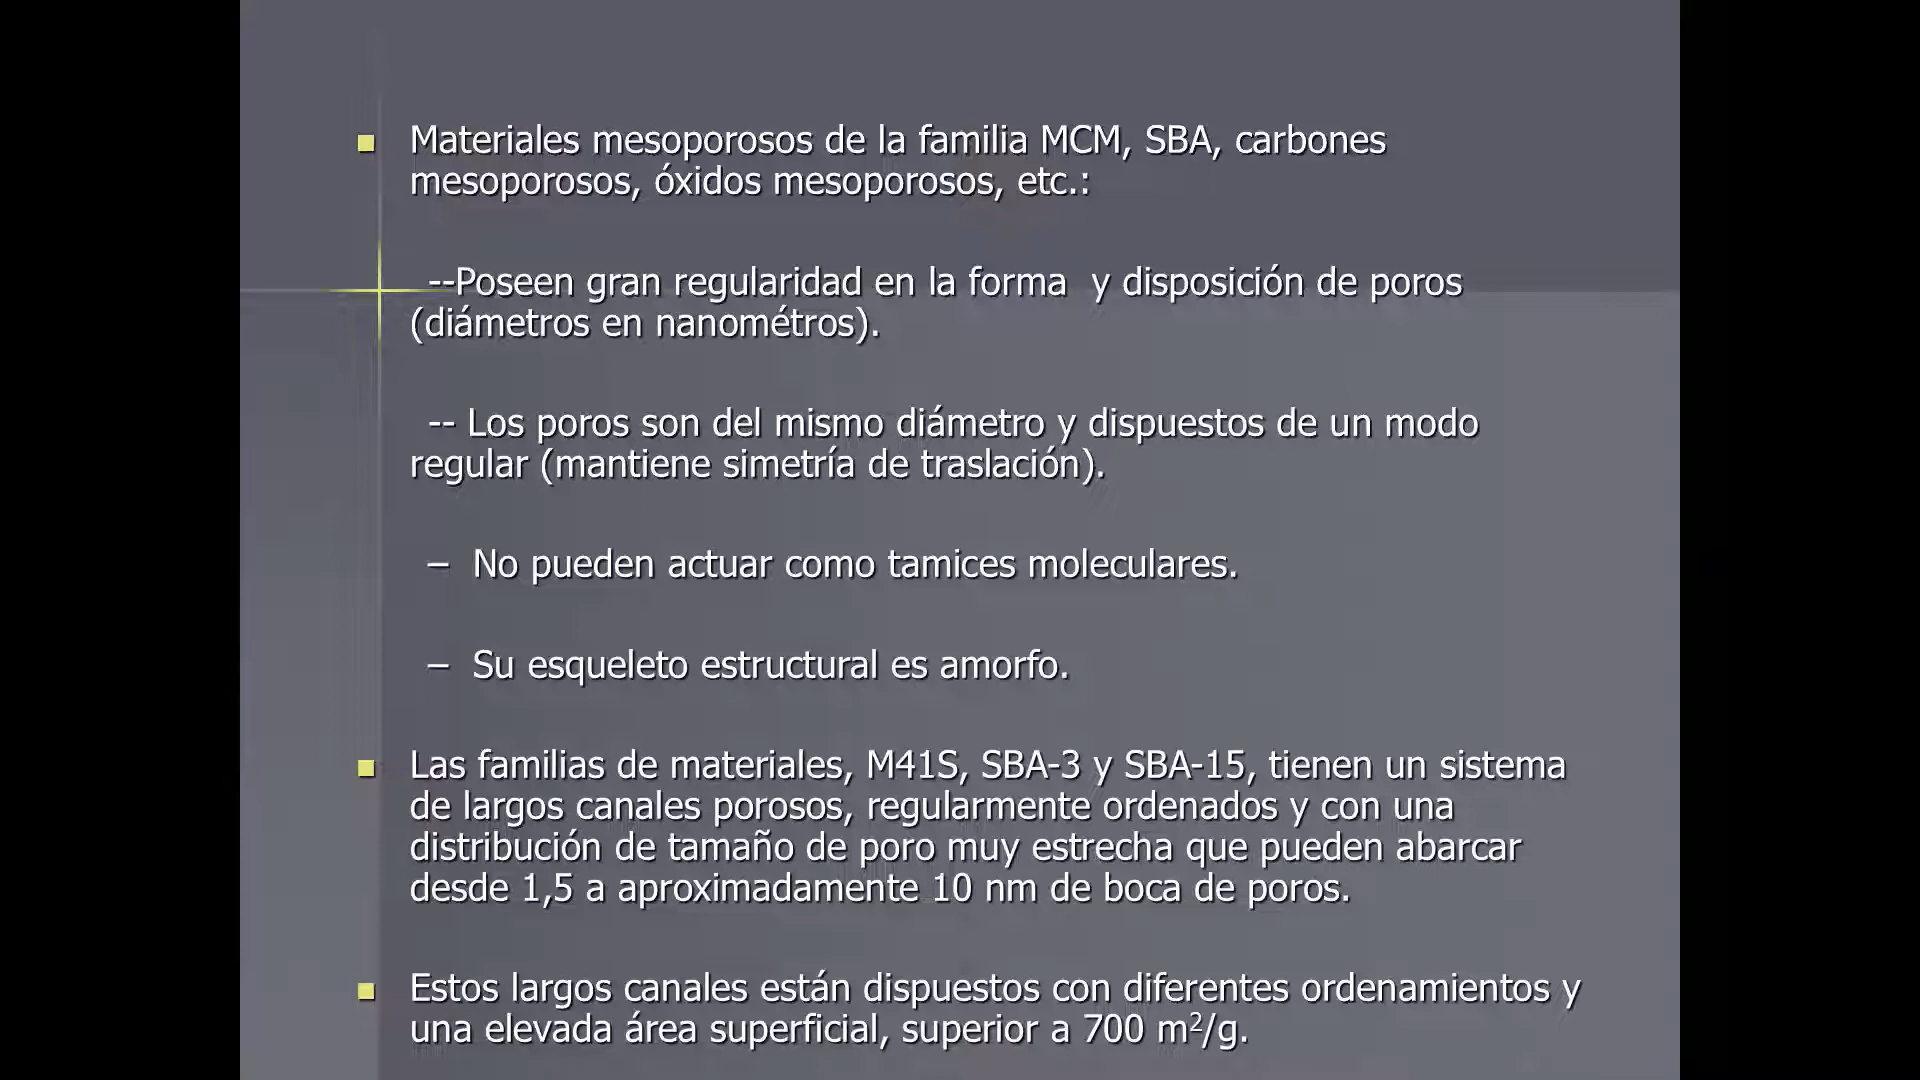 Materiales mesoporosos de la familia MCM, SBA, carbones
mesoporosos, óxidos mesoporosos, etc.:
--Poseen gran regularidad en la forma  y disposición de poros
(diámetros en nanométros).
-- Los poros son del mismo diámetro y dispuestos de un modo
regular (mantiene simetría de traslación).
– No pueden actuar como tamices moleculares.
– Su esqueleto estructural es amorfo.
Las familias de materiales, M41S, SBA-3 y SBA-15, tienen un sistema
de largos canales porosos, regularmente ordenados y con una
distribución de tamaño de poro muy estrecha que pueden abarcar
desde 1,5 a aproximadamente 10 nm de boca de poros.
Estos largos canales están dispuestos con diferentes ordenamientos y
una elevada área superficial, superior a 700 m²/g.